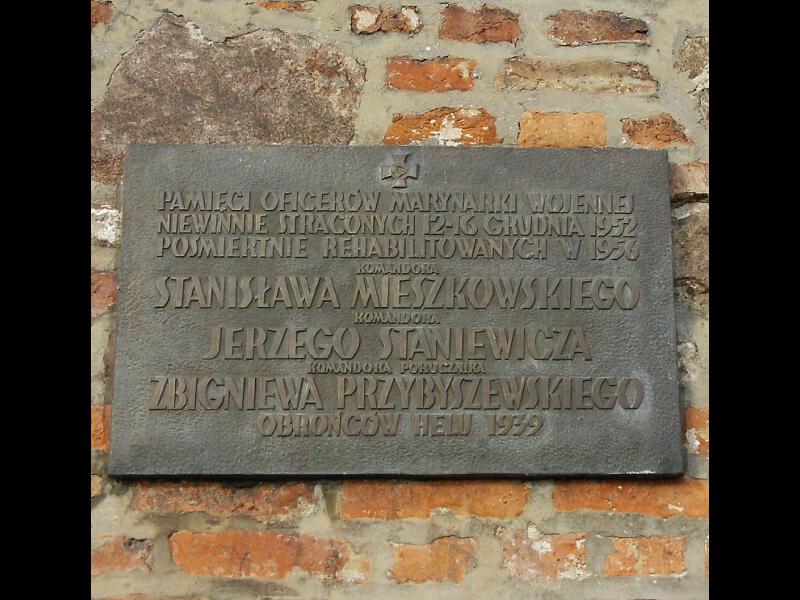 PAMIĘCI OFICERÓW MARYNARKI WOJENNEJ
NIEWINNIE STRACONYCH 12-16 GRUDNIA 1952
POŚMIERTNIE REHABILITOWANYCH W 1956
KOMANDORA
STANISŁAWA MIESZKOWSKIEGO
KOMANDORA
JERZEGO STANIEWICZA
KOMANDORA PORUCZNIKA
ZBIGNIEWA PRZYBYSZEWSKIEGO
OBROŃCÓW HELU 1939